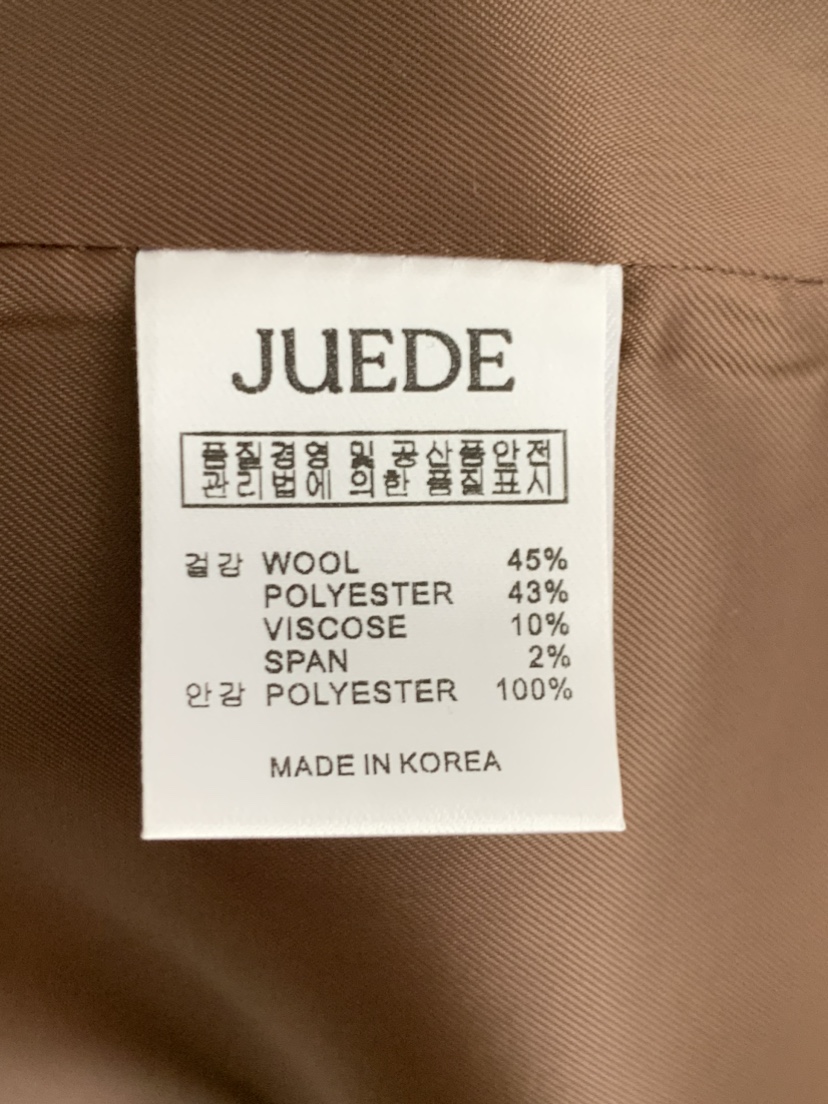 JUEDE
품질경영 및 공산품안전
관리법에 의한 품질표시
겉감 WOOL 45%
POLYESTER 43%
VISCOSE 10%
SPAN 2%
안감 POLYESTER 100%
MADE IN KOREA